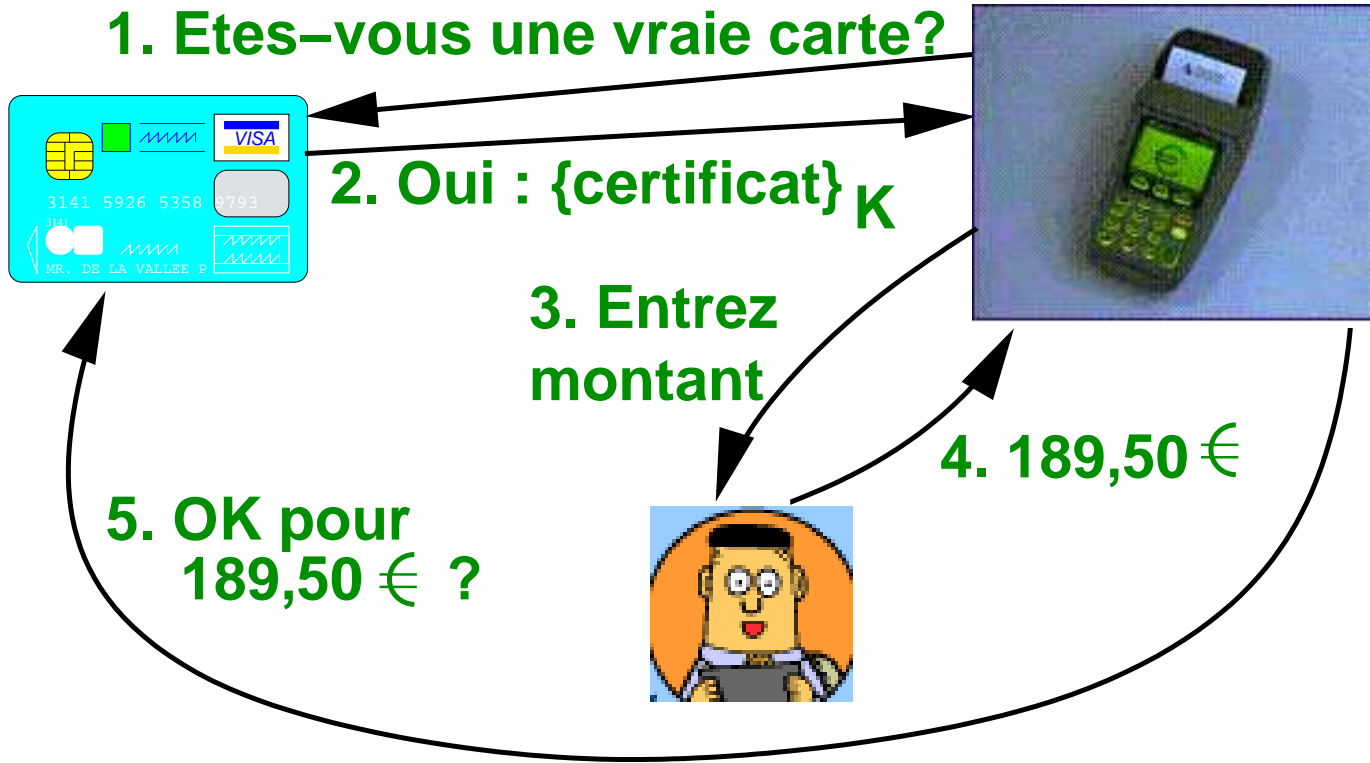 1. Etes–vous une vraie carte?
VISA
2. Oui : {certificat} K
3141 5926 5358 9793
3141
MR. DE LA VALLEE P
3. Entrez
montant
4. 189,50 €
5. OK pour
189,50 € ?
€